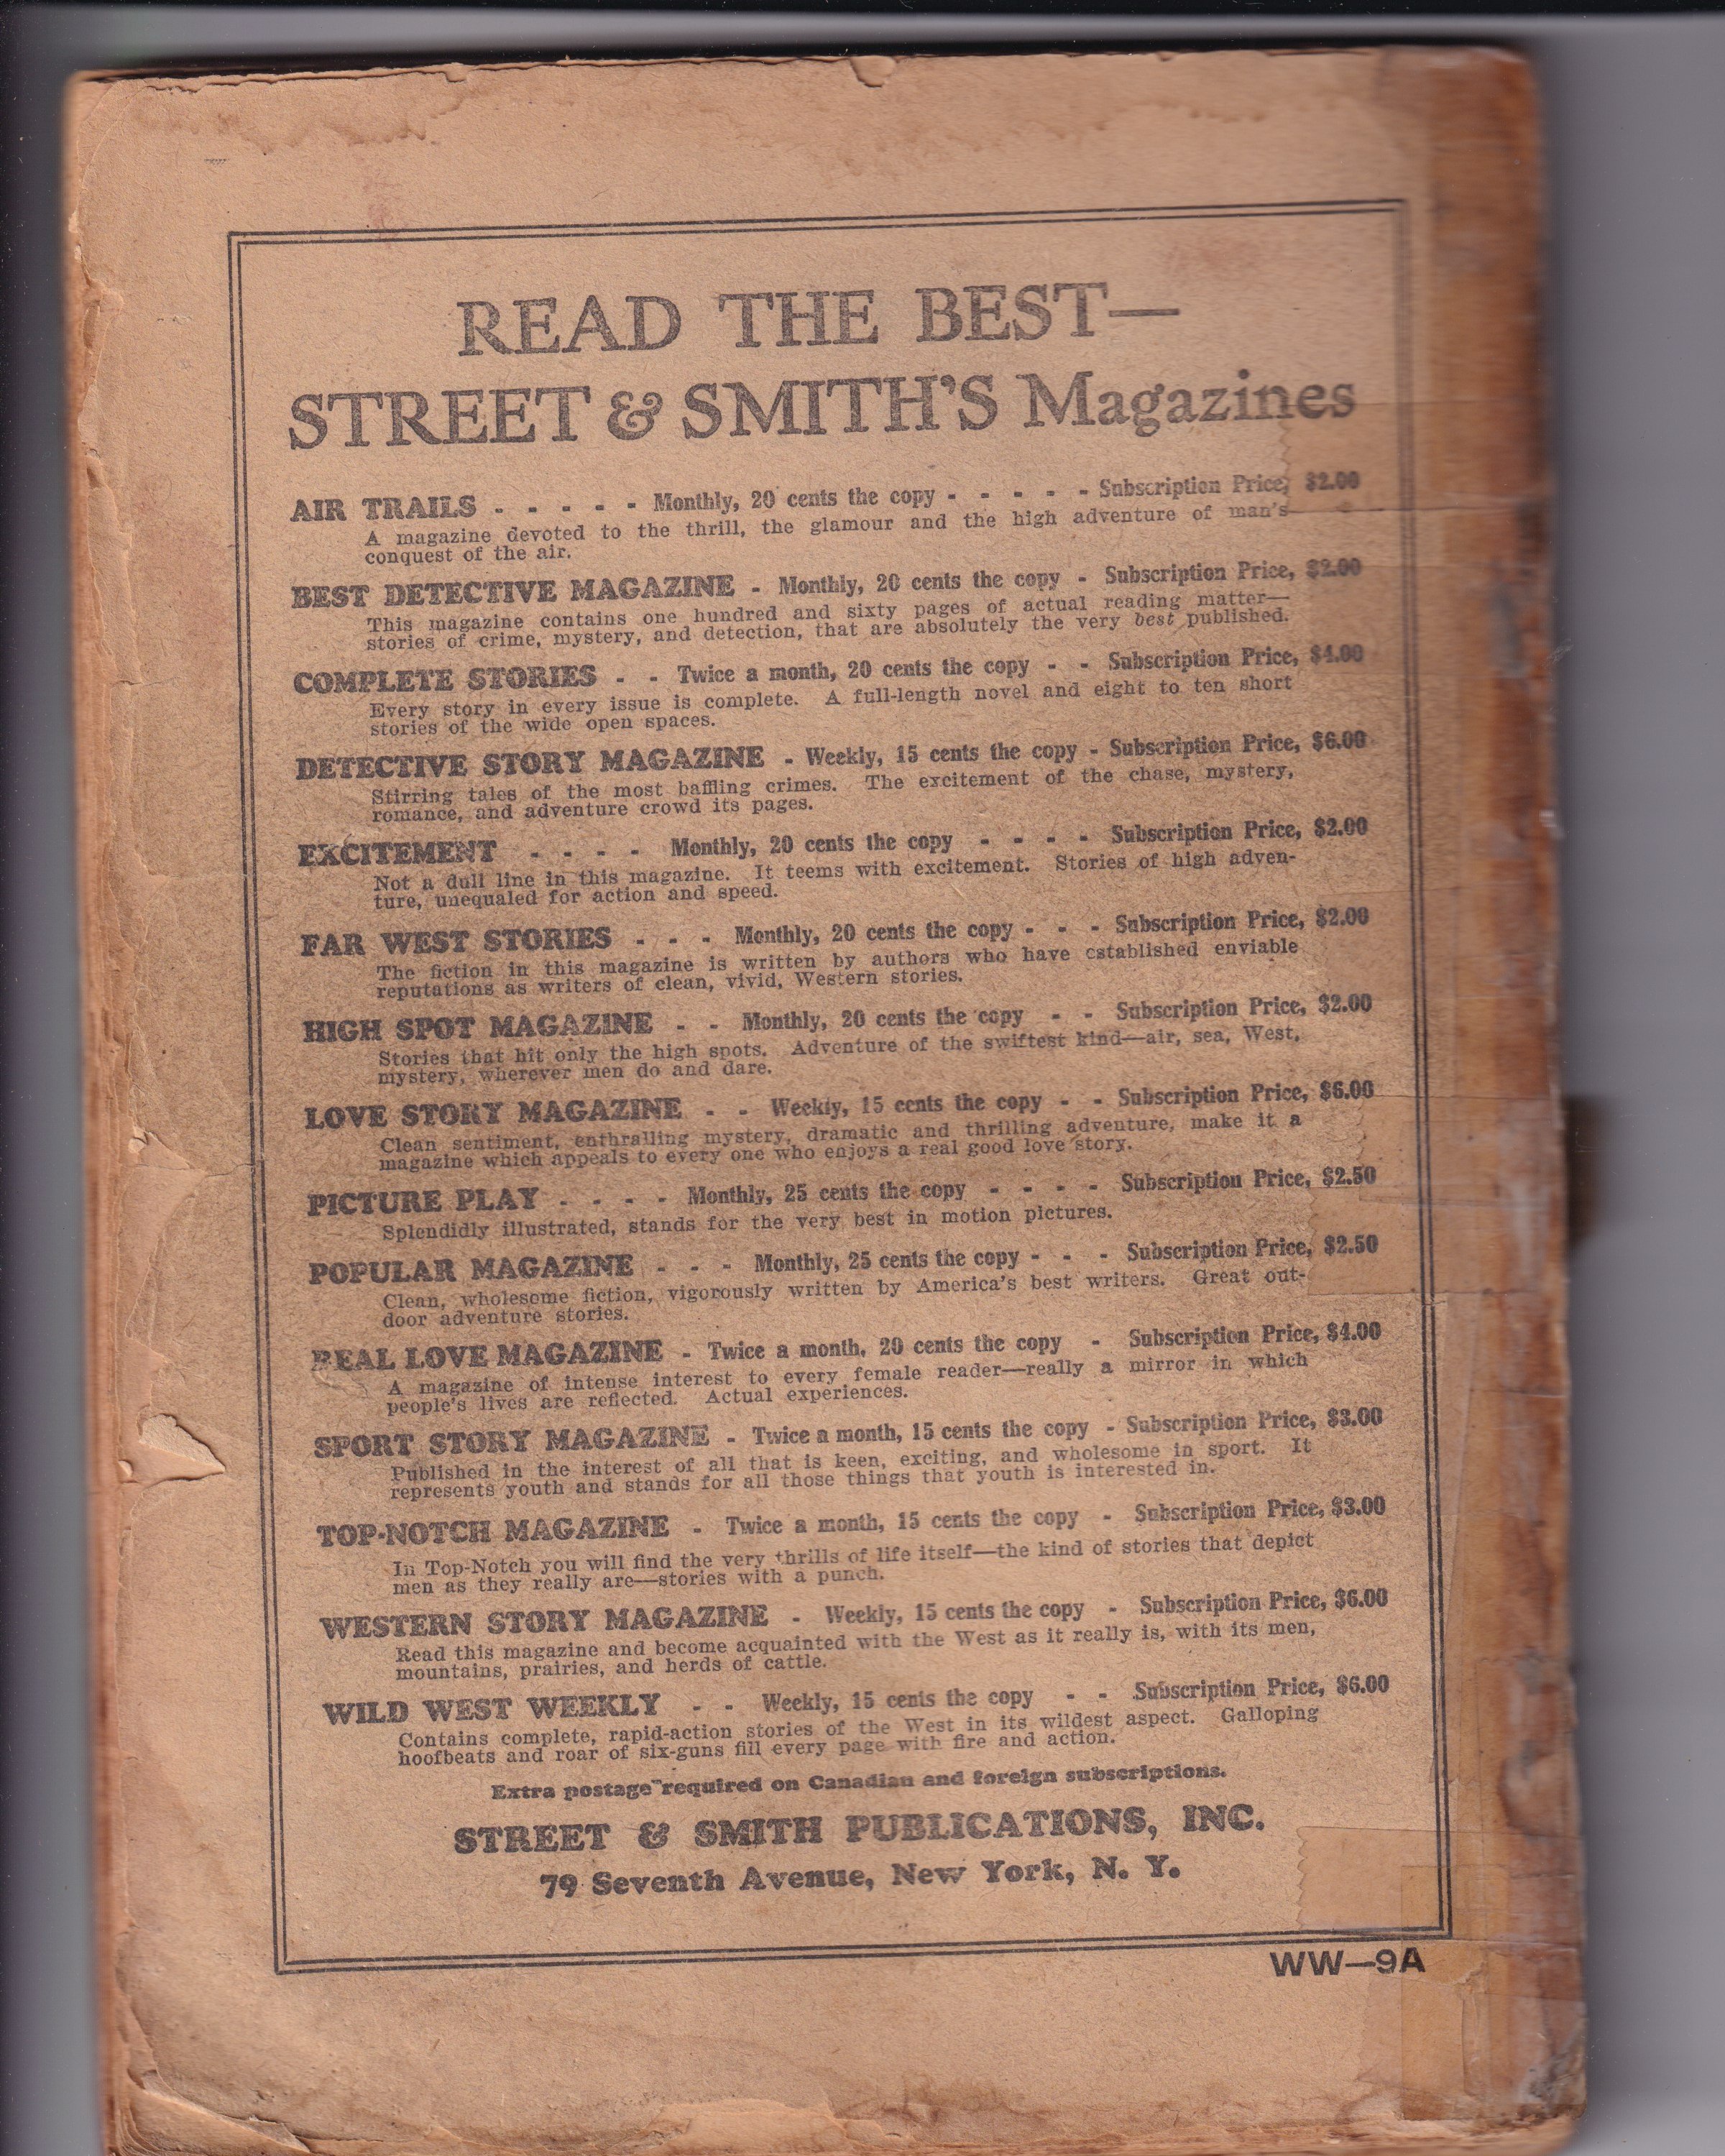 READ THE BEST—
STREET & SMITH'S Magazines
AIR TRAILS - - - - - Monthly, 20 cents the copy - - - - - Subscription Price, $2.00
A magazine devoted to the thrill, the glamour and the high adventure of man's
conquest of the air.
BEST DETECTIVE MAGAZINE - Monthly, 20 cents the copy - Subscription Price, $2.00
This magazine contains one hundred and sixty pages of actual reading matter—
stories of crime, mystery, and detection, that are absolutely the very best published.
COMPLETE STORIES - - Twice a month, 20 cents the copy - - Subscription Price, $4.00
Every story in every issue is complete. A full-length novel and eight to ten short
stories of the wide open spaces.
DETECTIVE STORY MAGAZINE - Weekly, 15 cents the copy - Subscription Price, $6.00
Stirring tales of the most baffling crimes. The excitement of the chase, mystery,
romance, and adventure crowd its pages.
EXCITEMENT - - - - Monthly, 20 cents the copy - - - - Subscription Price, $2.00
Not a dull line in this magazine. It teems with excitement. Stories of high adven-
ture, unequaled for action and speed.
FAR WEST STORIES - - - Monthly, 20 cents the copy - - - Subscription Price, $2.00
The fiction in this magazine is written by authors who have established enviable
reputations as writers of clean, vivid, Western stories.
HIGH SPOT MAGAZINE - - Monthly, 20 cents the copy - - Subscription Price, $2.00
Stories that hit only the high spots. Adventure of the swiftest kind—air, sea, West,
mystery, wherever men do and dare.
LOVE STORY MAGAZINE - - Weekly, 15 cents the copy - - Subscription Price, $6.00
Clean sentiment, enthralling mystery, dramatic and thrilling adventure, make it a
magazine which appeals to every one who enjoys a real good love story.
PICTURE PLAY - - - - Monthly, 25 cents the copy - - - - Subscription Price, $2.50
Splendidly illustrated, stands for the very best in motion pictures.
POPULAR MAGAZINE - - - Monthly, 25 cents the copy - - - Subscription Price, $2.50
Clean, wholesome fiction, vigorously written by America's best writers. Great out-
door adventure stories.
REAL LOVE MAGAZINE - Twice a month, 20 cents the copy - Subscription Price, $4.00
A magazine of intense interest to every female reader—really a mirror in which
people's lives are reflected. Actual experiences.
SPORT STORY MAGAZINE - Twice a month, 15 cents the copy - Subscription Price, $3.00
Published in the interest of all that is keen, exciting, and wholesome in sport. It
represents youth and stands for all those things that youth is interested in.
TOP-NOTCH MAGAZINE - Twice a month, 15 cents the copy - Subscription Price, $3.00
In Top-Notch you will find the very thrills of life itself—the kind of stories that depict
men as they really are—stories with a punch.
WESTERN STORY MAGAZINE - Weekly, 15 cents the copy - Subscription Price, $6.00
Read this magazine and become acquainted with the West as it really is, with its men,
mountains, prairies, and herds of cattle.
WILD WEST WEEKLY - - Weekly, 15 cents the copy - - Subscription Price, $6.00
Contains complete, rapid-action stories of the West in its wildest aspect. Galloping
hoofbeats and roar of six-guns fill every page with fire and action.
Extra postage required on Canadian and foreign subscriptions.
STREET & SMITH PUBLICATIONS, INC.
79 Seventh Avenue, New York, N. Y.
WW—9A